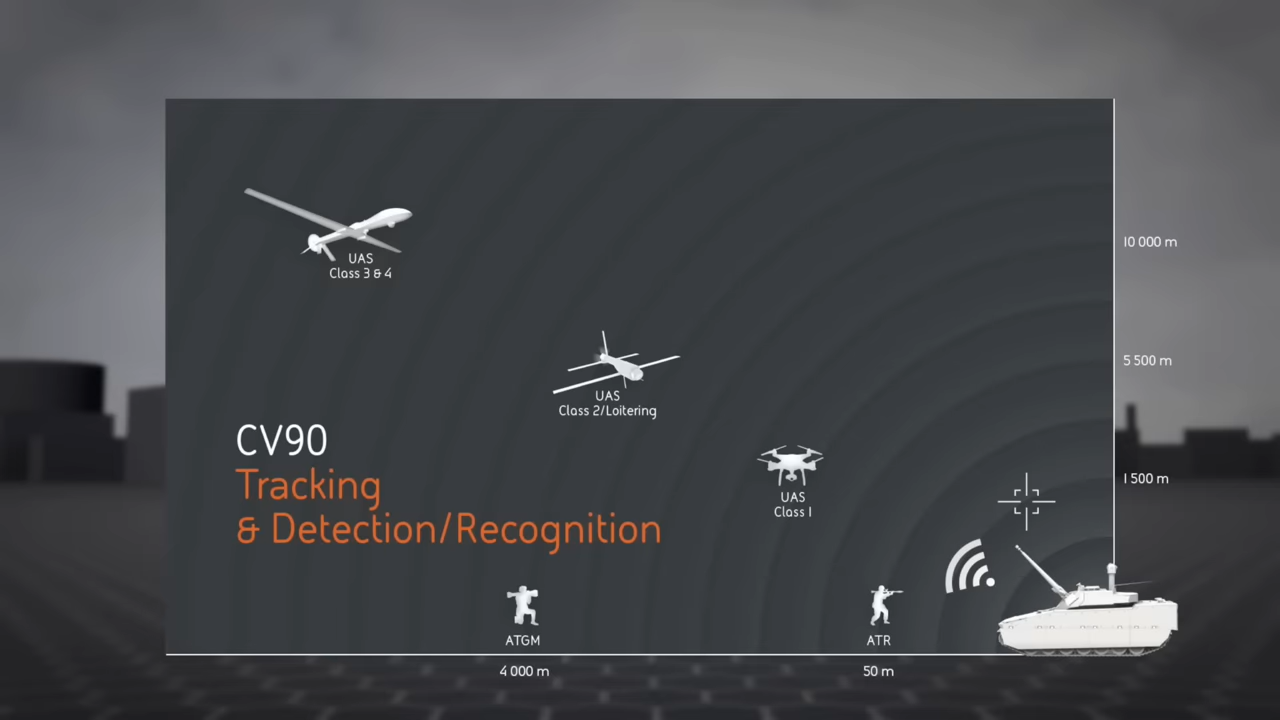 UAS
Class 3 & 4
10 000 m
5 500 m
UAS
Class 2/Loitering
CV90
Tracking
& Detection/Recognition
UAS
Class I
1 500 m
ATGM
ATR
4 000 m
50 m